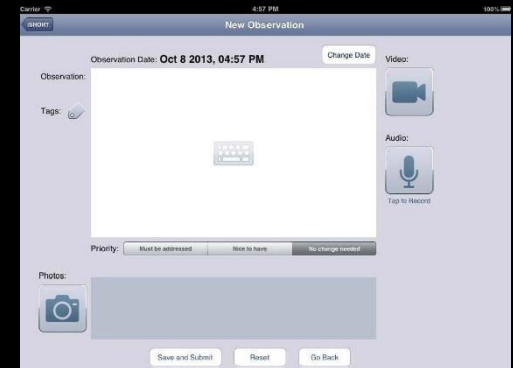 Carrier 4:57 PM 100%
iSHORT New Observation
Observation Date: Oct 8 2013, 04:57 PM Change Date Video:
Observation:
Tags:
Audio:
Tap to Record
Priority: Must be addressed Nice to have No change needed
Photos:
Save and Submit Reset Go Back